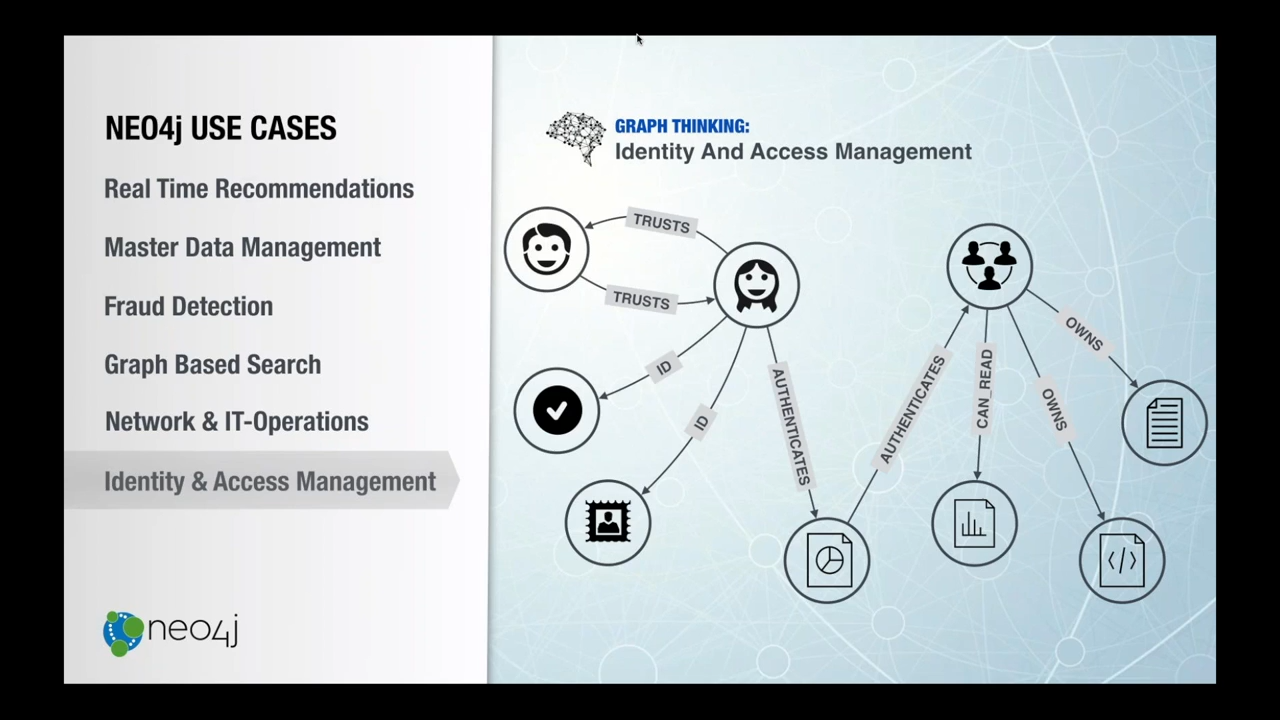 NEO4j USE CASES
Real Time Recommendations
Master Data Management
Fraud Detection
Graph Based Search
Network & IT-Operations
Identity & Access Management
neo4j
GRAPH THINKING:
Identity And Access Management
TRUSTS
TRUSTS
ID
ID
AUTHENTICATES
AUTHENTICATES
CAN_READ
OWNS
OWNS